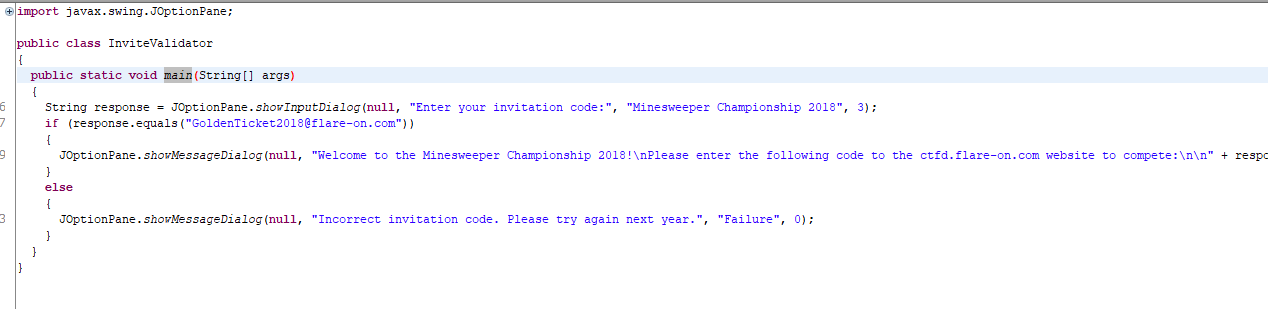 import javax.swing.JOptionPane;
public class InviteValidator
{
public static void main(String[] args)
{
6 String response = JOptionPane.showInputDialog(null, "Enter your invitation code:", "Minesweeper Championship 2018", 3);
7 if (response.equals("GoldenTicket2018@flare-on.com"))
{
9 JOptionPane.showMessageDialog(null, "Welcome to the Minesweeper Championship 2018!\nPlease enter the following code to the ctfd.flare-on.com website to compete:\n\n" + respo
}
else
{
3 JOptionPane.showMessageDialog(null, "Incorrect invitation code. Please try again next year.", "Failure", 0);
}
}
}